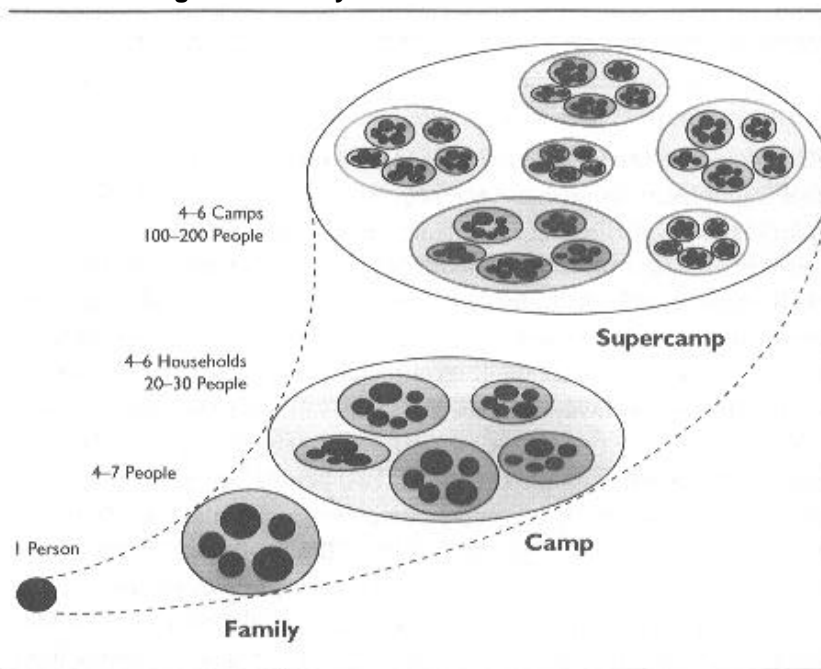 4–6 Camps
100–200 People
Supercamp
4–6 Households
20–30 People
4–7 People
Camp
1 Person
Family